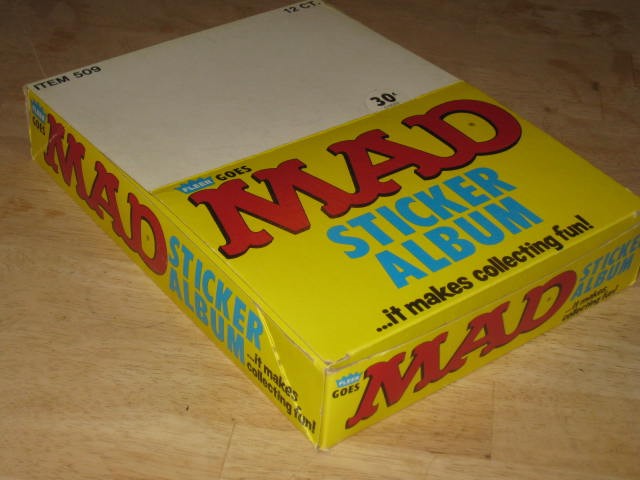 12 CT.
ITEM 509
30¢
FLEER GOES
MAD
STICKER
ALBUM
...it makes collecting fun!
FLEER
GOES
MAD
STICKER
ALBUM
...it makes
collecting fun!
FLEER
GOES
MAD
STICKER
ALBUM
...it makes
collecting fun!